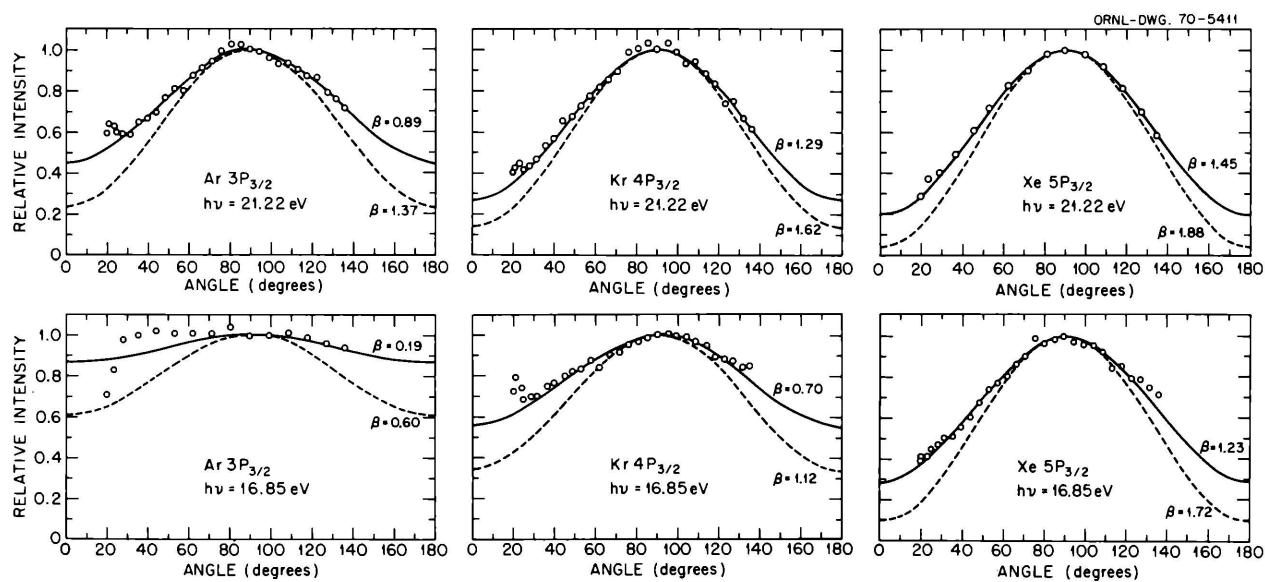 ORNL-DWG. 70-5411
RELATIVE INTENSITY
1.0
0.8
0.6
0.4
0.2
0
β=0.89
Ar 3P3/2
hν = 21.22 eV
β=1.37
0 20 40 60 80 100 120 140 160 180
ANGLE (degrees)
β=1.29
Kr 4P3/2
hν = 21.22 eV
β=1.62
0 20 40 60 80 100 120 140 160 180
ANGLE (degrees)
β=1.45
Xe 5P3/2
hν = 21.22 eV
β=1.88
0 20 40 60 80 100 120 140 160 180
ANGLE (degrees)
RELATIVE INTENSITY
1.0
0.8
0.6
0.4
0.2
0
β=0.19
β=0.60
Ar 3P3/2
hν = 16.85 eV
0 20 40 60 80 100 120 140 160 180
ANGLE (degrees)
β=0.70
Kr 4P3/2
hν = 16.85 eV
β=1.12
0 20 40 60 80 100 120 140 160 180
ANGLE (degrees)
β=1.23
Xe 5P3/2
hν = 16.85 eV
β=1.72
0 20 40 60 80 100 120 140 160 180
ANGLE (degrees)